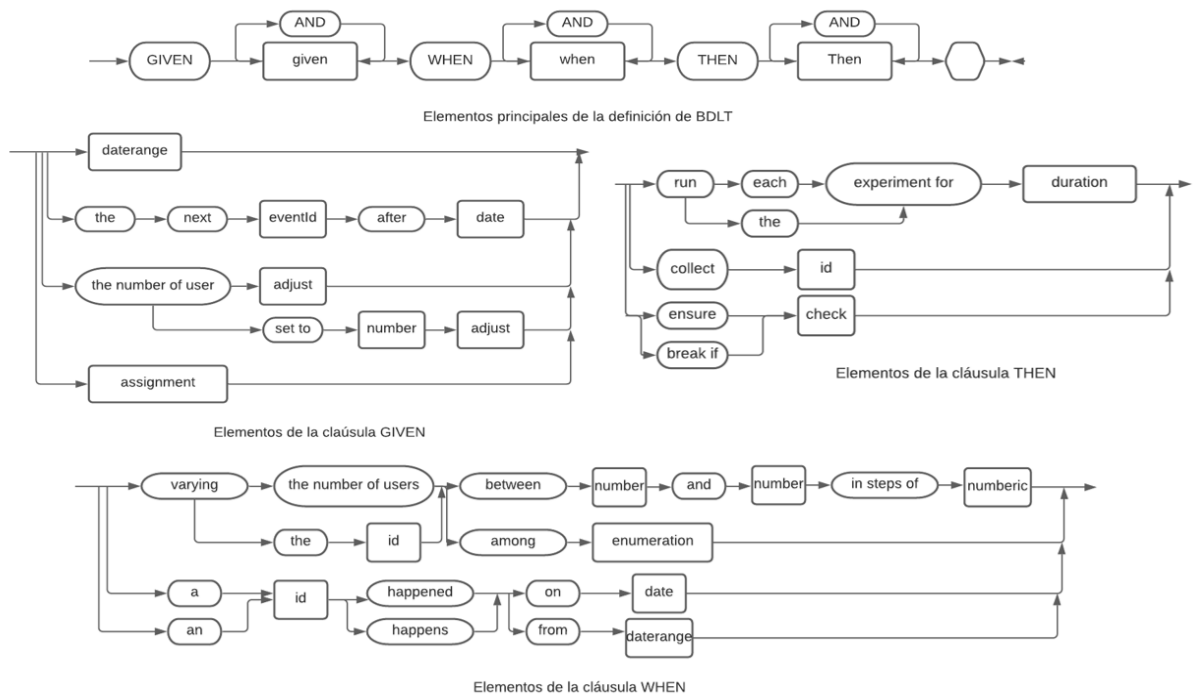 AND AND AND
GIVEN given WHEN when THEN Then
Elementos principales de la definición de BDLT
daterange
the next eventId after date
the number of user adjust
set to number adjust
assignment
Elementos de la claúsula GIVEN
run each experiment for duration
the
collect id
ensure check
break if
Elementos de la cláusula THEN
varying the number of users between number and number in steps of numberic
the id among enumeration
a id happened on date
an happens from daterange
Elementos de la cláusula WHEN